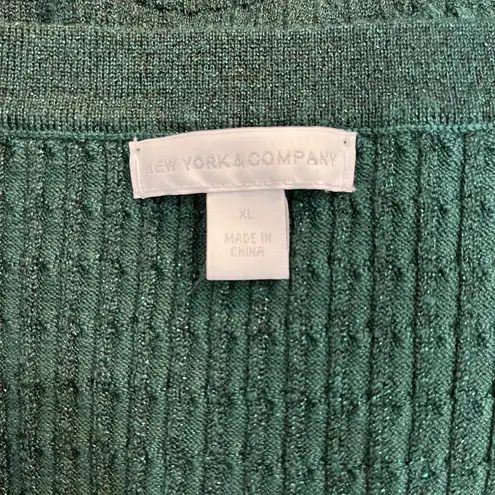 NEW YORK & COMPANY
XL
MADE IN
CHINA